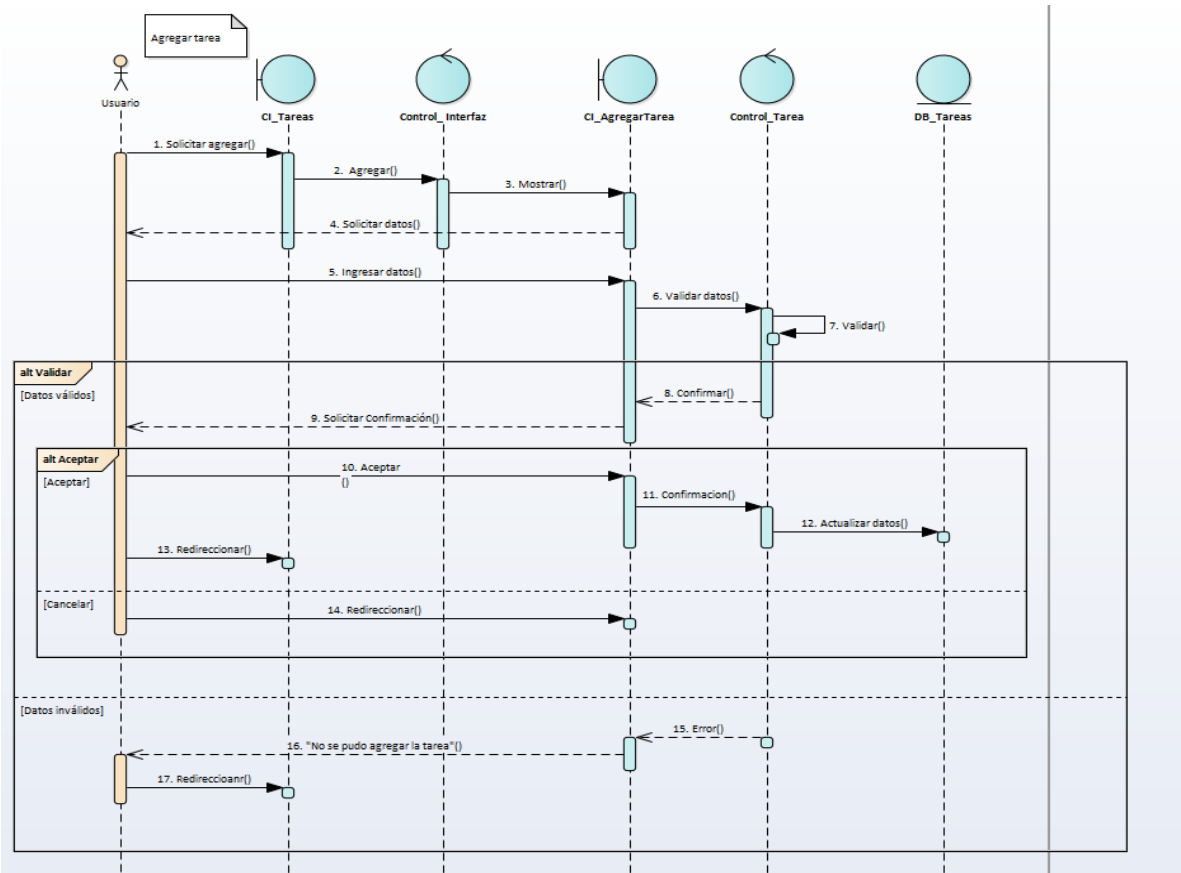 Agregar tarea
Usuario
CI_Tareas
Control_ Interfaz
CI_AgregarTarea
Control_Tarea
DB_Tareas
1. Solicitar agregar()
2. Agregar()
3. Mostrar()
4. Solicitar datos()
5. Ingresar datos()
6. Validar datos()
7. Validar()
alt Validar
[Datos válidos]
8. Confirmar()
9. Solicitar Confirmación()
alt Aceptar
[Aceptar]
10. Aceptar
()
11. Confirmacion()
12. Actualizar datos()
13. Redireccionar()
[Cancelar]
14. Redireccionar()
[Datos inválidos]
15. Error()
16. "No se pudo agregar la tarea"()
17. Redireccioanr()